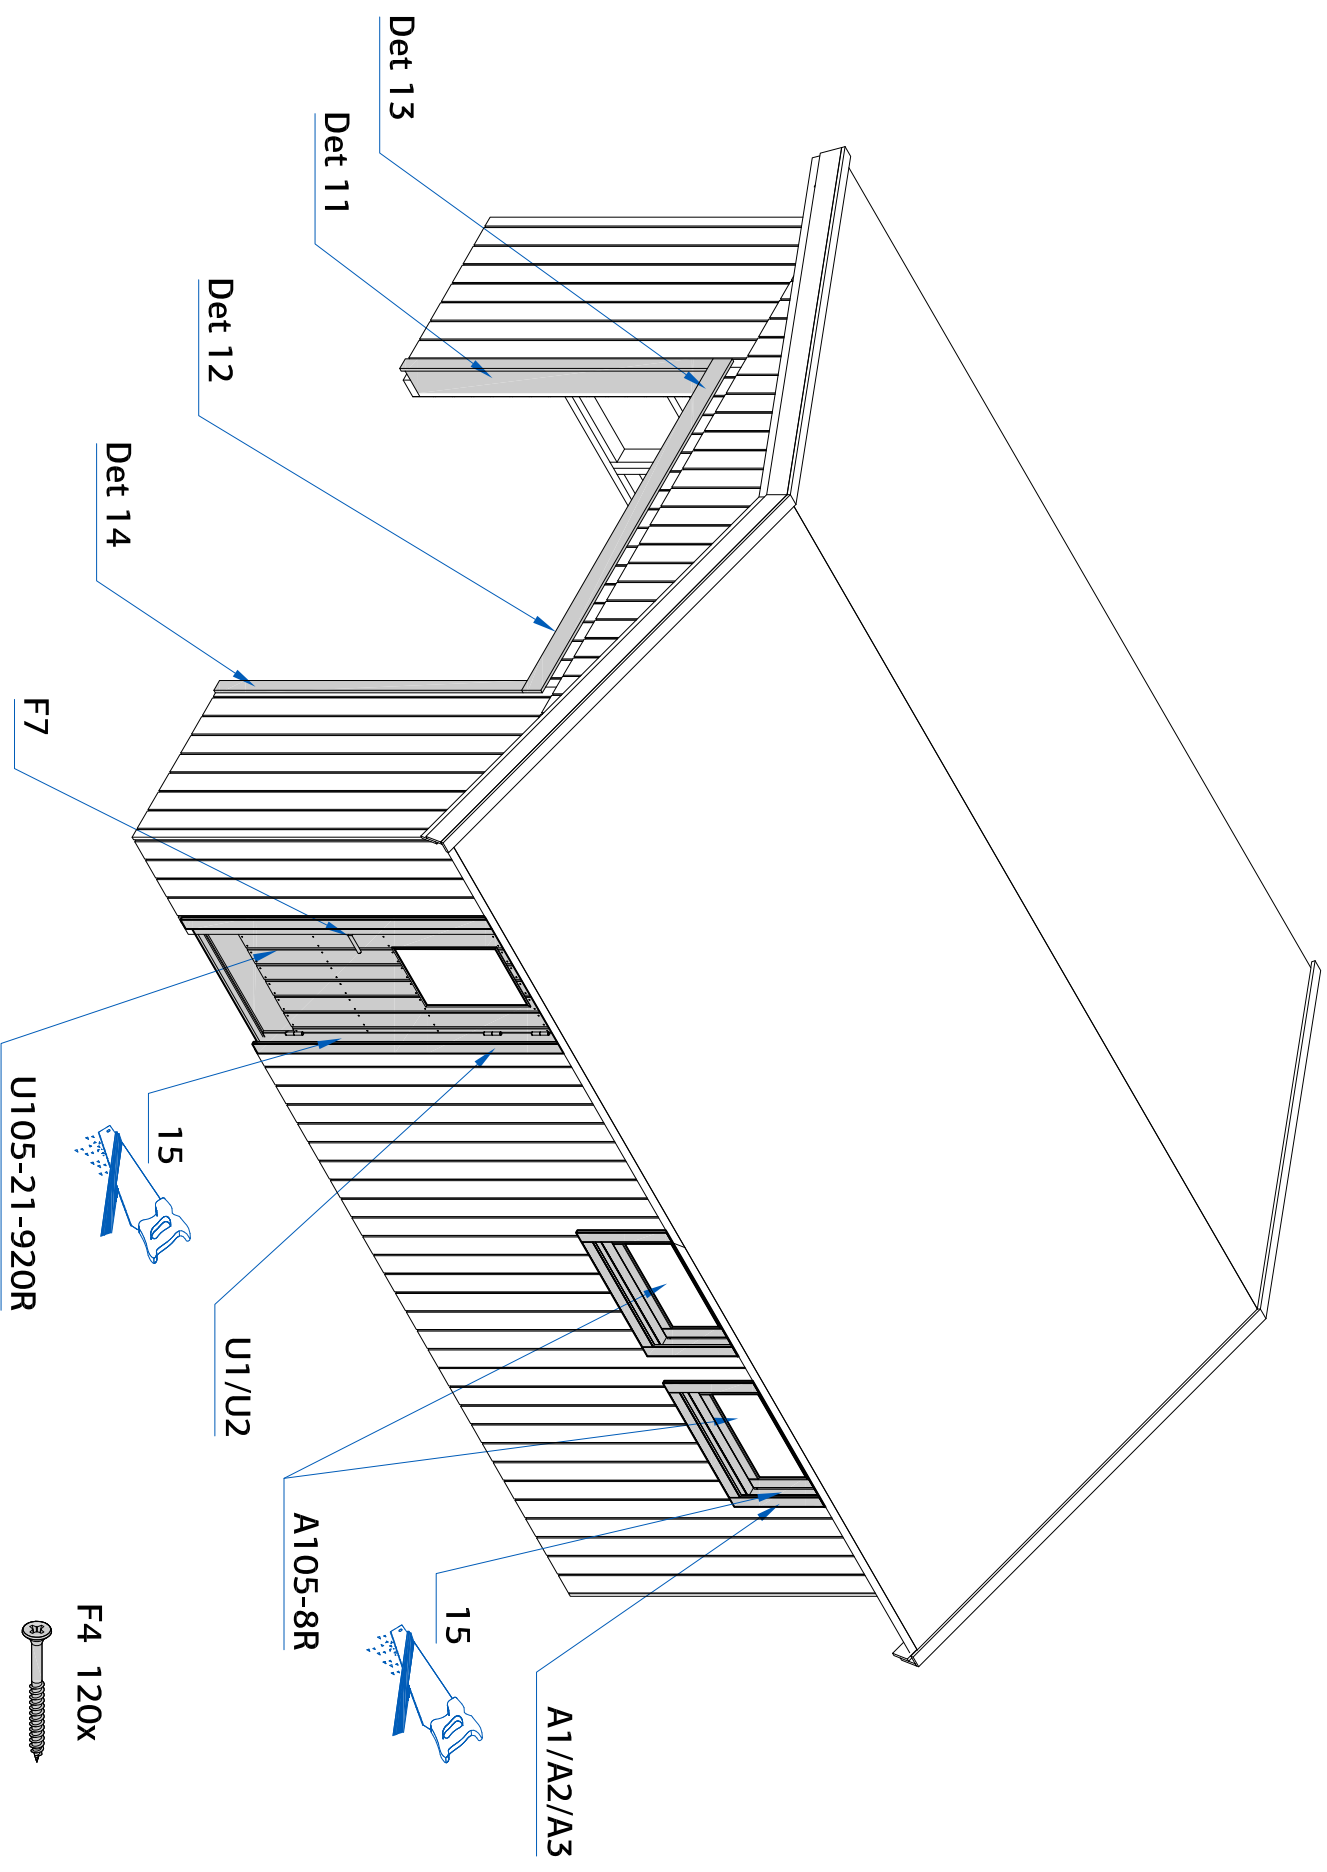 Det 13
Det 11
Det 12
Det 14
F7
U105-21-920R
15
U1/U2
A105-8R
15
A1/A2/A3
F4 120x